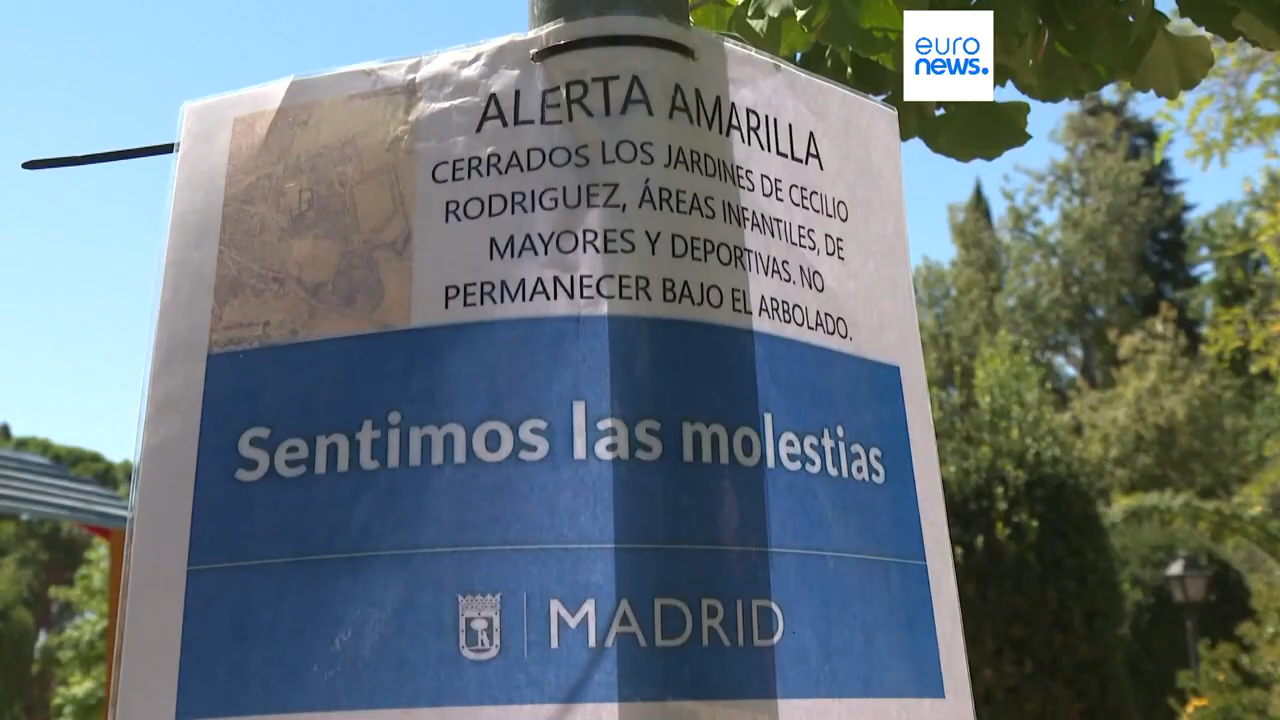 euro
news.
ALERTA AMARILLA
CERRADOS LOS JARDINES DE CECILIO
RODRIGUEZ, ÁREAS INFANTILES, DE
MAYORES Y DEPORTIVAS. NO
PERMANECER BAJO EL ARBOLADO.
Sentimos las molestias
MADRID